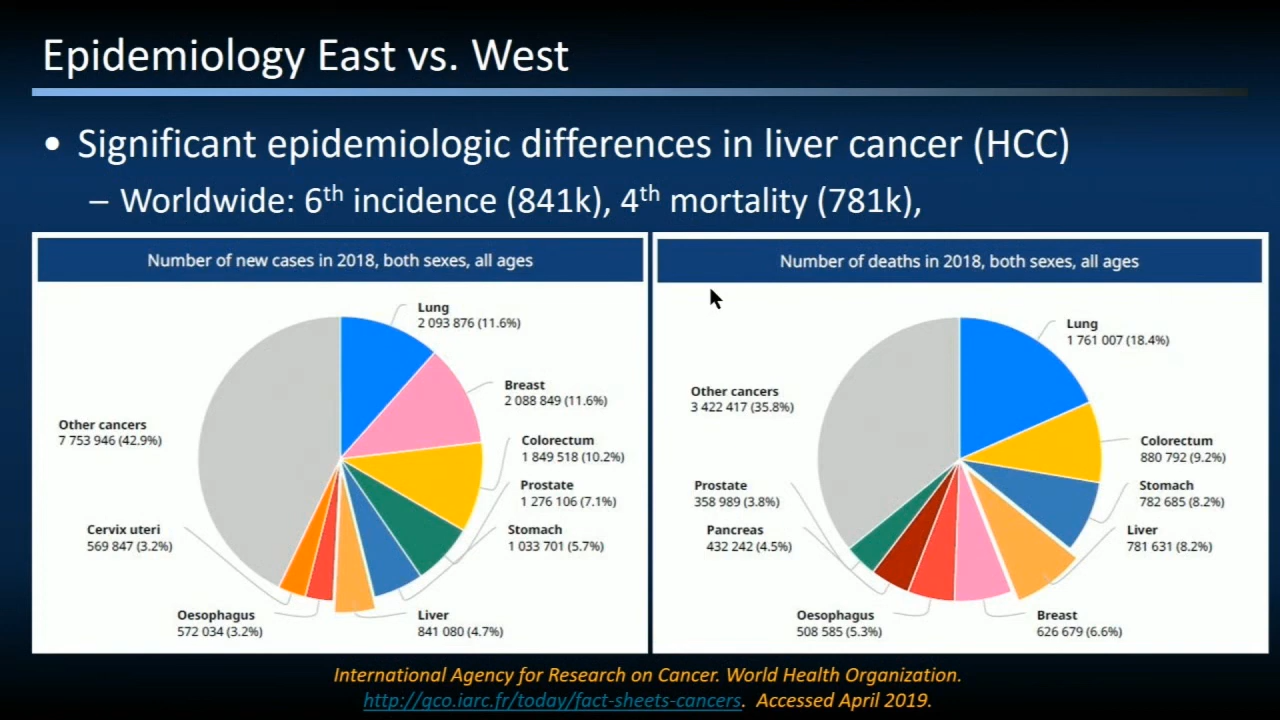 Epidemiology East vs. West
• Significant epidemiologic differences in liver cancer (HCC)
– Worldwide: 6th incidence (841k), 4th mortality (781k),
Number of new cases in 2018, both sexes, all ages
Lung
2 093 876 (11.6%)
Breast
2 088 849 (11.6%)
Colorectum
1 849 518 (10.2%)
Prostate
1 276 106 (7.1%)
Stomach
1 033 701 (5.7%)
Liver
841 080 (4.7%)
Oesophagus
572 034 (3.2%)
Cervix uteri
569 847 (3.2%)
Other cancers
7 753 946 (42.9%)
Number of deaths in 2018, both sexes, all ages
Lung
1 761 007 (18.4%)
Colorectum
880 792 (9.2%)
Stomach
782 685 (8.2%)
Liver
781 631 (8.2%)
Breast
626 679 (6.6%)
Oesophagus
508 585 (5.3%)
Pancreas
432 242 (4.5%)
Prostate
358 989 (3.8%)
Other cancers
3 422 417 (35.8%)
International Agency for Research on Cancer. World Health Organization.
http://gco.iarc.fr/today/fact-sheets-cancers. Accessed April 2019.